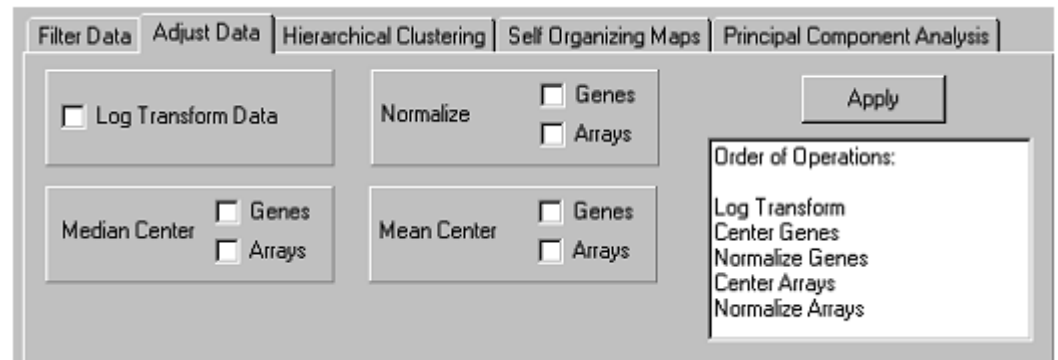 Filter Data
Adjust Data
Hierarchical Clustering
Self Organizing Maps
Principal Component Analysis
Log Transform Data
Normalize
Genes
Arrays
Apply
Median Center
Genes
Arrays
Mean Center
Genes
Arrays
Order of Operations:
Log Transform
Center Genes
Normalize Genes
Center Arrays
Normalize Arrays